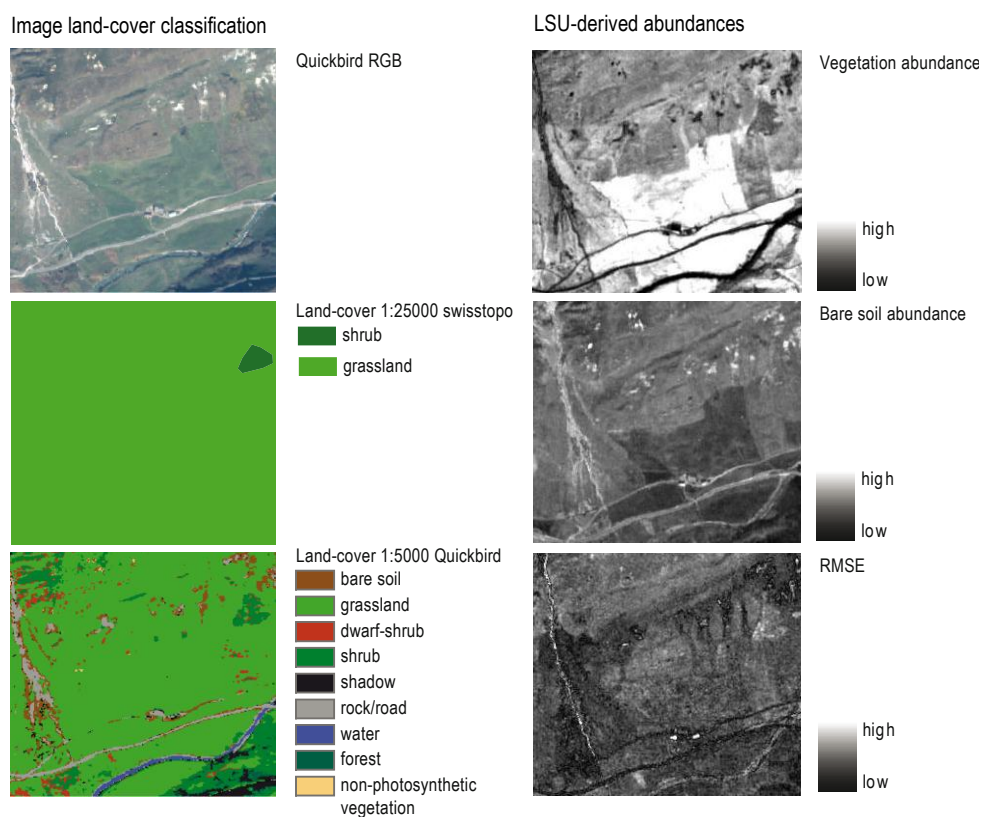 Image land-cover classification
Quickbird RGB
Land-cover 1:25000 swisstopo
shrub
grassland
Land-cover 1:5000 Quickbird
bare soil
grassland
dwarf-shrub
shrub
shadow
rock/road
water
forest
non-photosynthetic
vegetation
LSU-derived abundances
Vegetation abundance
high
low
Bare soil abundance
high
low
RMSE
high
low